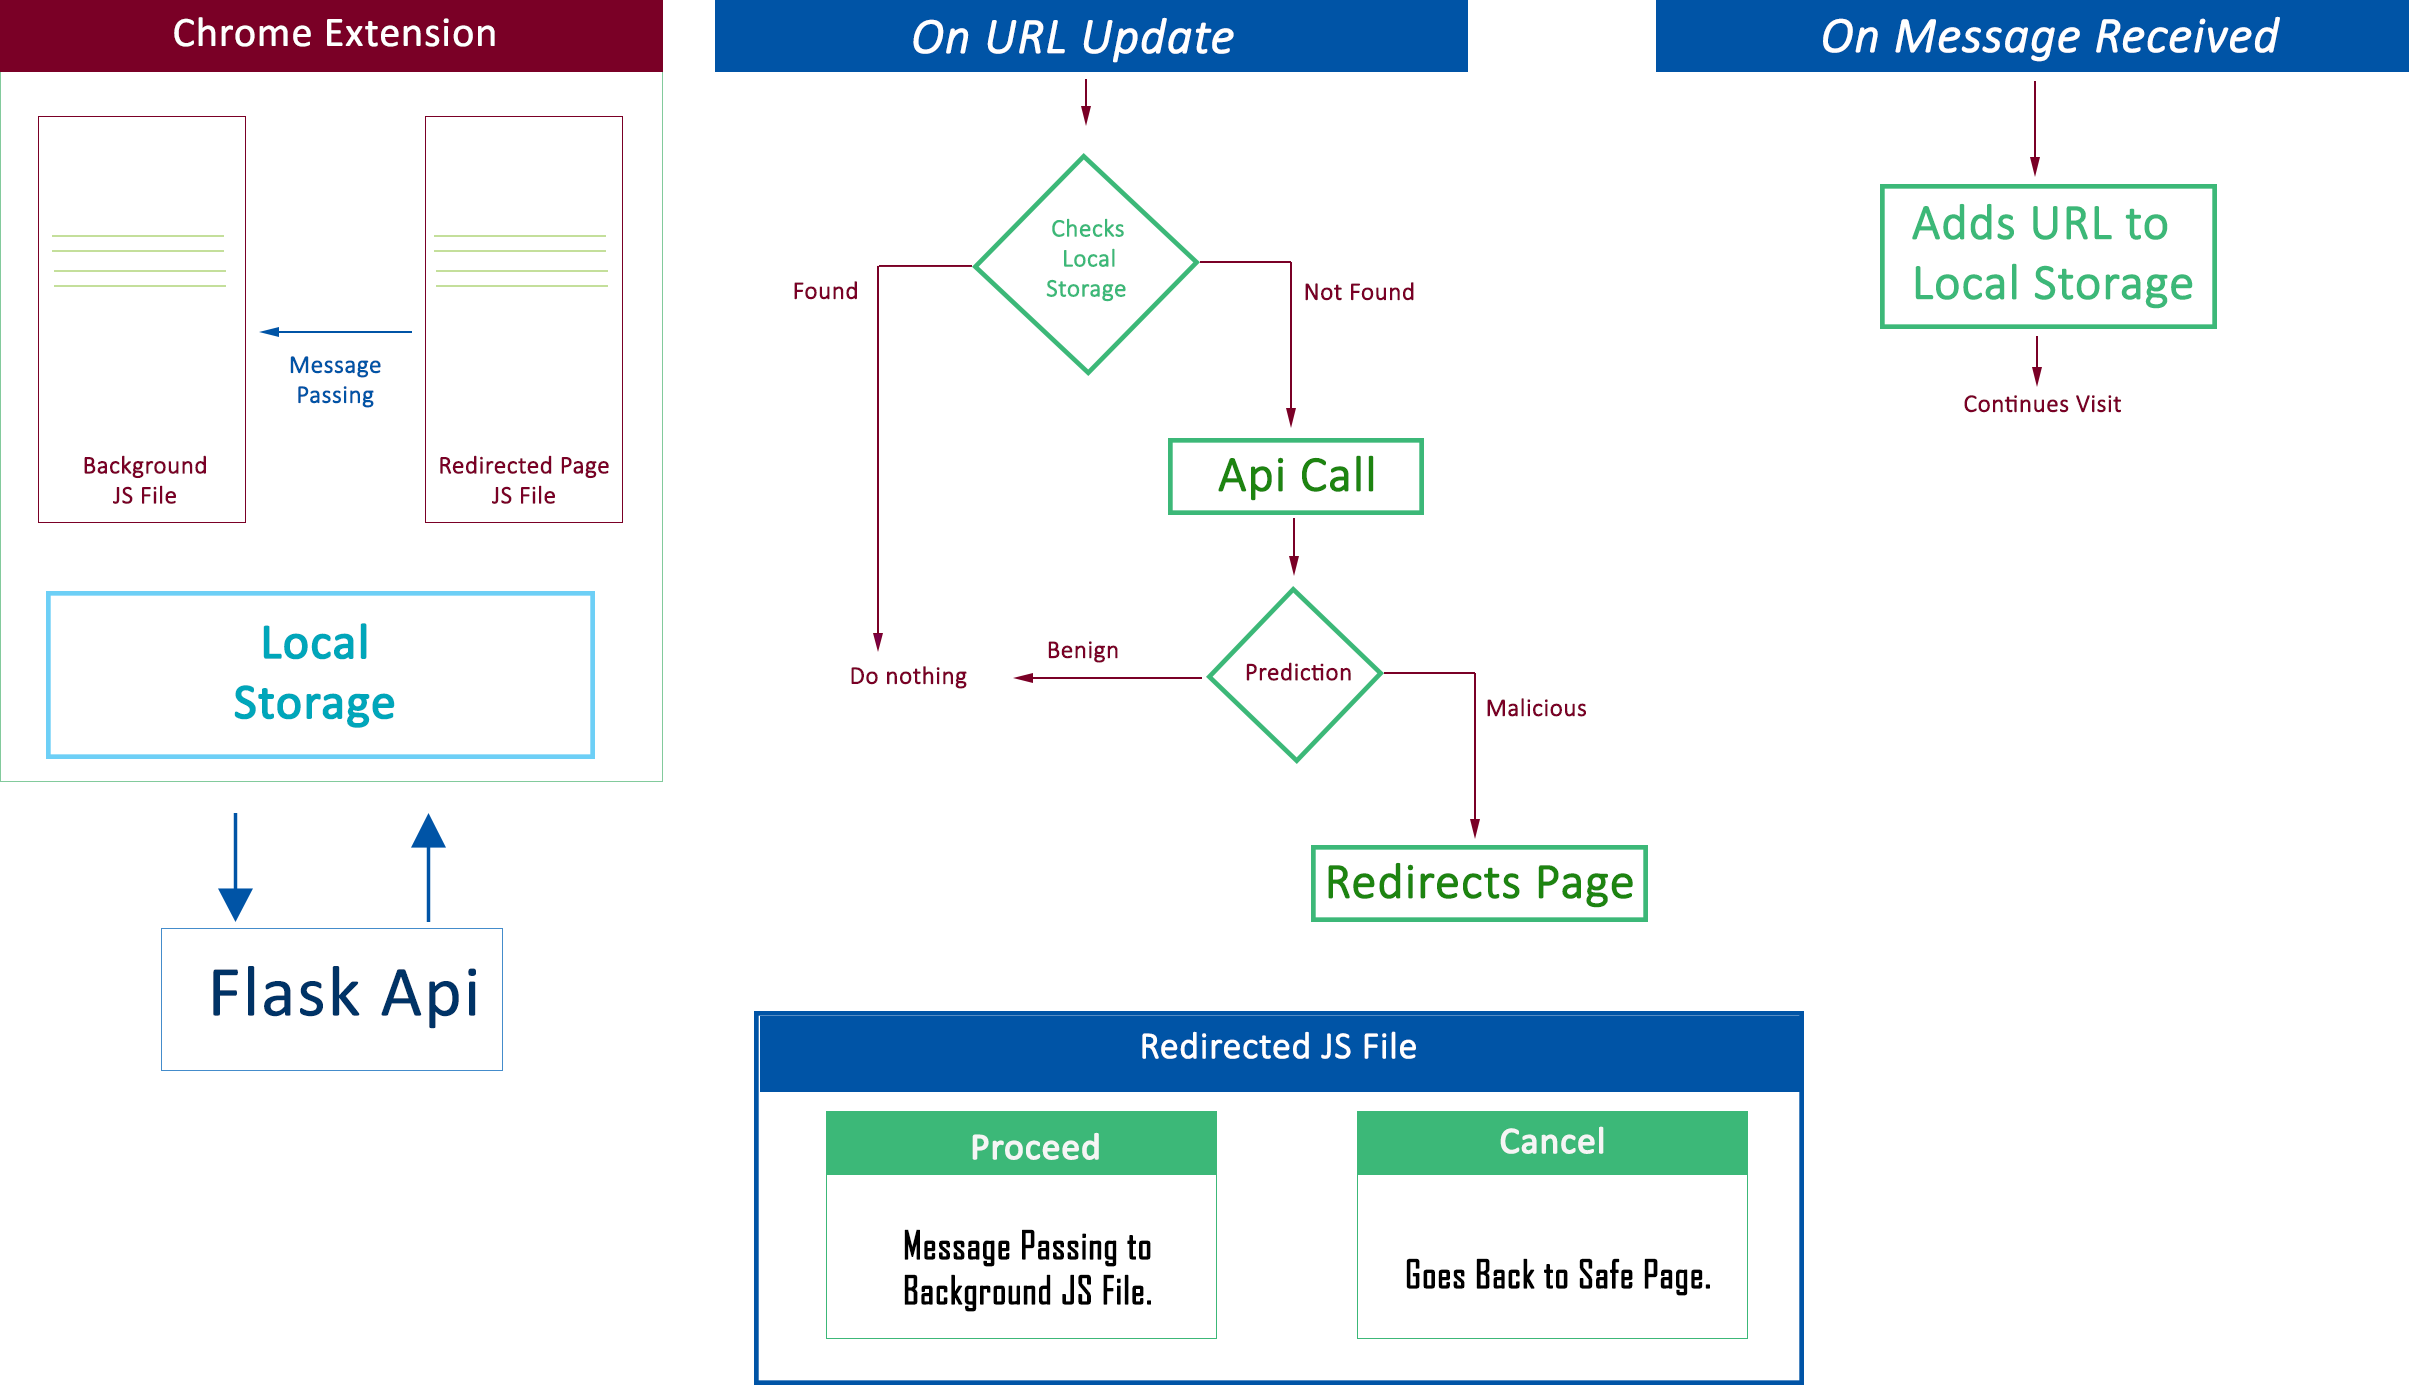 Chrome Extension
Message
Passing
Background
JS File
Redirected Page
JS File
Local
Storage
Flask Api
On URL Update
Checks
Local
Storage
Found
Not Found
Api Call
Prediction
Benign
Do nothing
Malicious
Redirects Page
On Message Received
Adds URL to
Local Storage
Continues Visit
Redirected JS File
Proceed
Message Passing to
Background JS File.
Cancel
Goes Back to Safe Page.